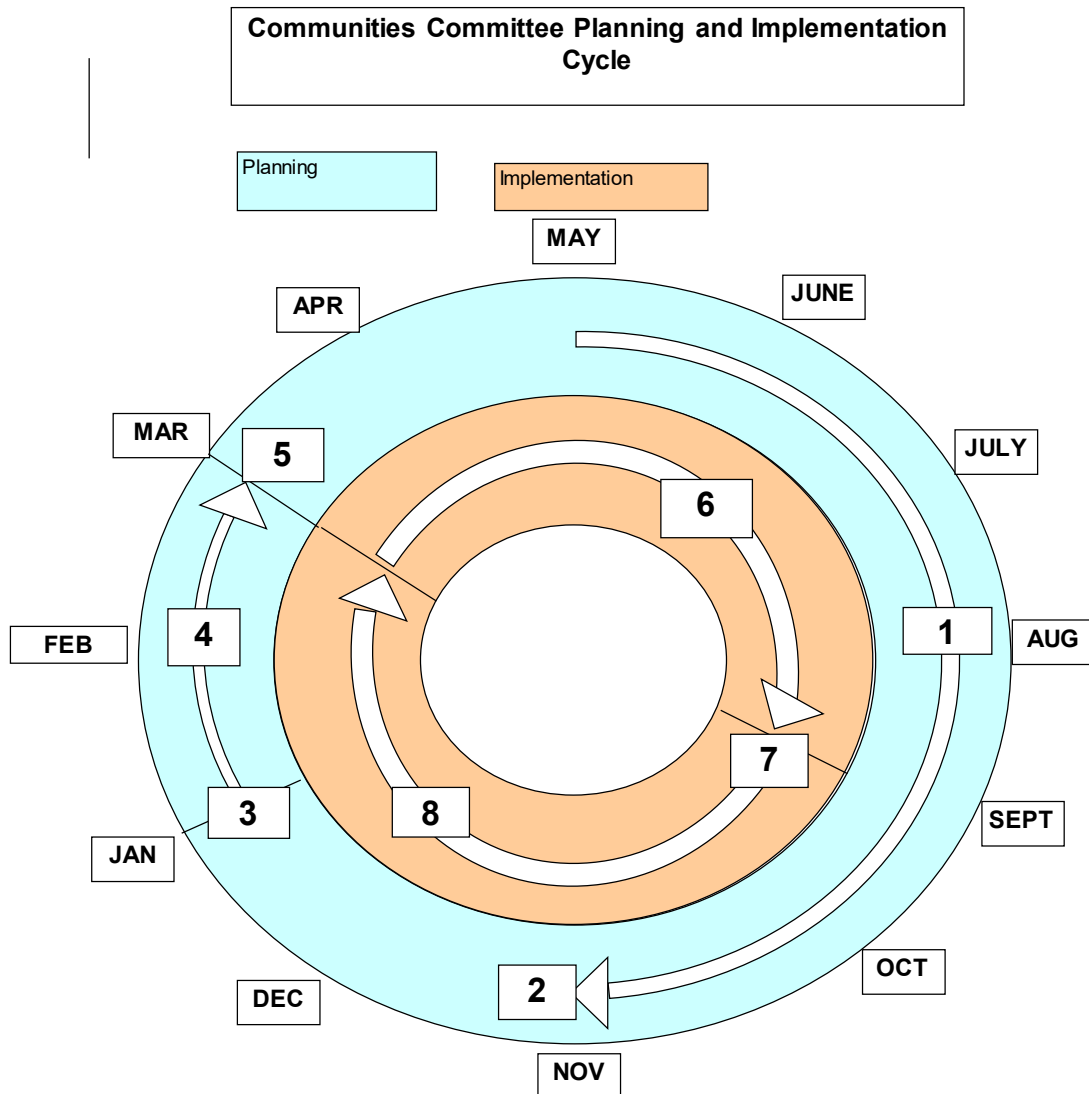 Communities Committee Planning and Implementation
Cycle
Planning
Implementation
MAY
JUNE
APR
MAR
5
JULY
6
FEB
4
1
AUG
7
3
8
SEPT
JAN
OCT
2
DEC
NOV